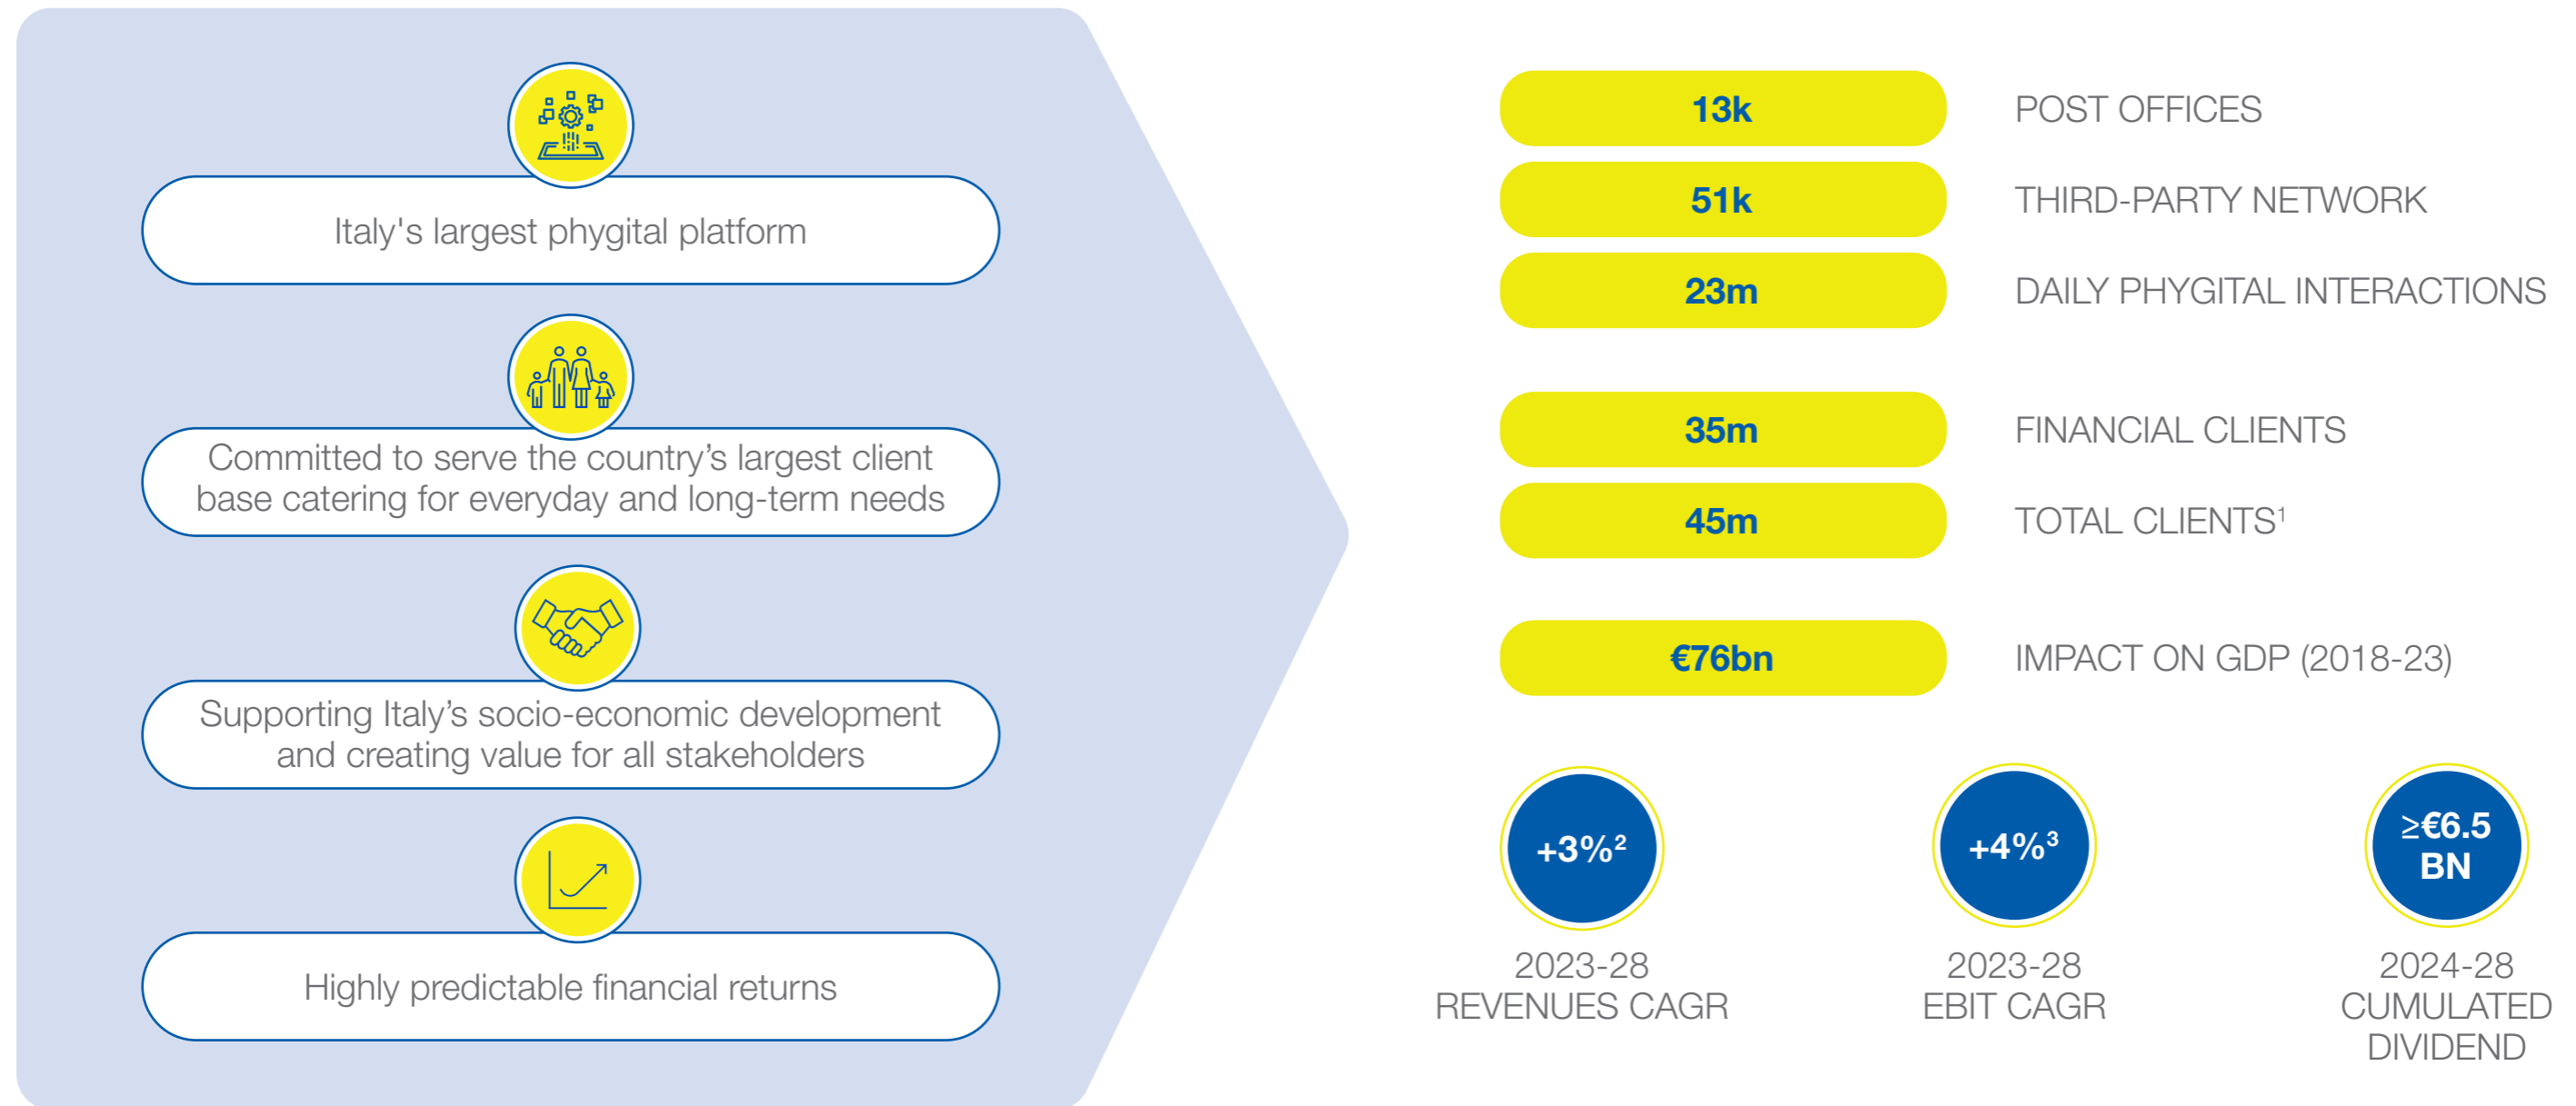 Italy's largest phygital platform
Committed to serve the country’s largest client
base catering for everyday and long-term needs
Supporting Italy’s socio-economic development
and creating value for all stakeholders
Highly predictable financial returns
13k POST OFFICES
51k THIRD-PARTY NETWORK
23m DAILY PHYGITAL INTERACTIONS
35m FINANCIAL CLIENTS
45m TOTAL CLIENTS¹
€76bn IMPACT ON GDP (2018-23)
+3%²
2023-28
REVENUES CAGR
+4%³
2023-28
EBIT CAGR
≥€6.5
BN
2024-28
CUMULATED
DIVIDEND